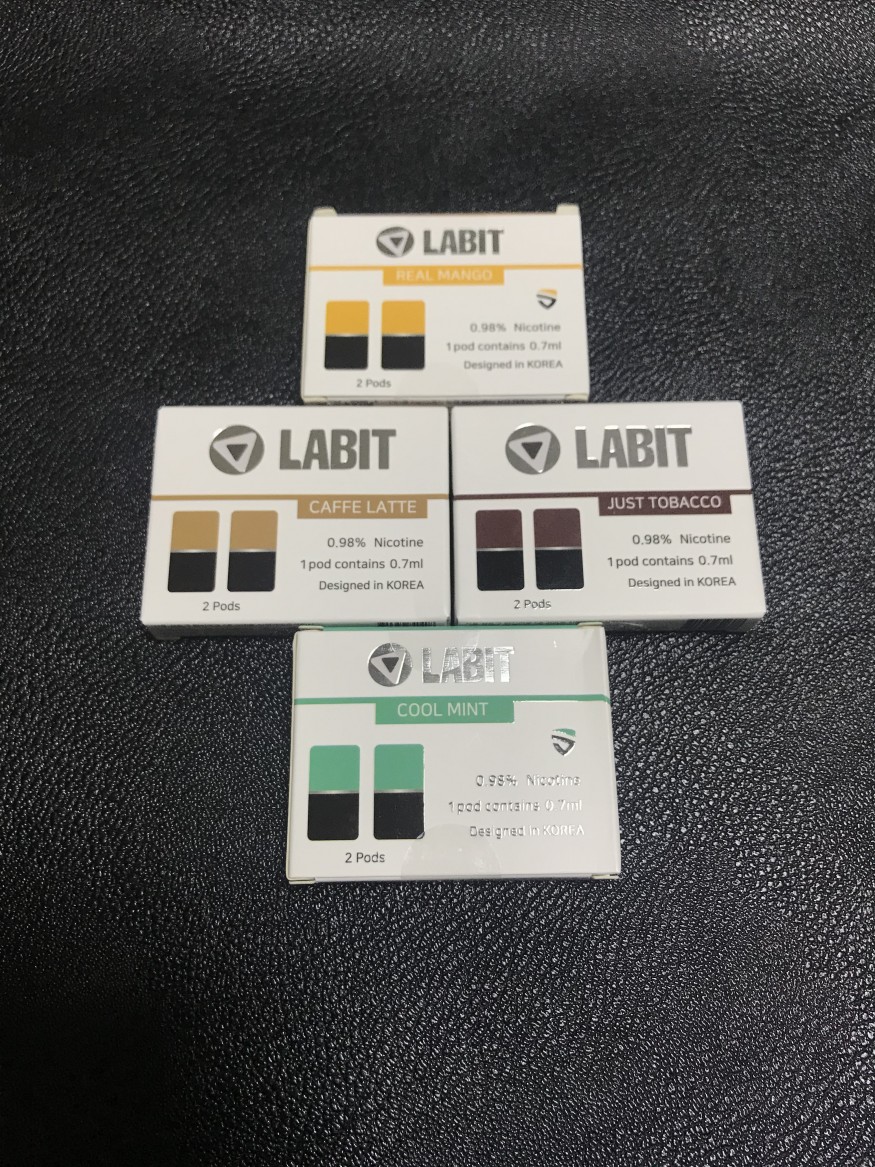 LABIT
REAL MANGO
0.98% Nicotine
1 pod contains 0.7ml
Designed in KOREA
2 Pods
LABIT
CAFFE LATTE
0.98% Nicotine
1 pod contains 0.7ml
Designed in KOREA
2 Pods
LABIT
JUST TOBACCO
0.98% Nicotine
1 pod contains 0.7ml
Designed in KOREA
2 Pods
LABIT
COOL MINT
0.98% Nicotine
1 pod contains 0.7ml
Designed in KOREA
2 Pods